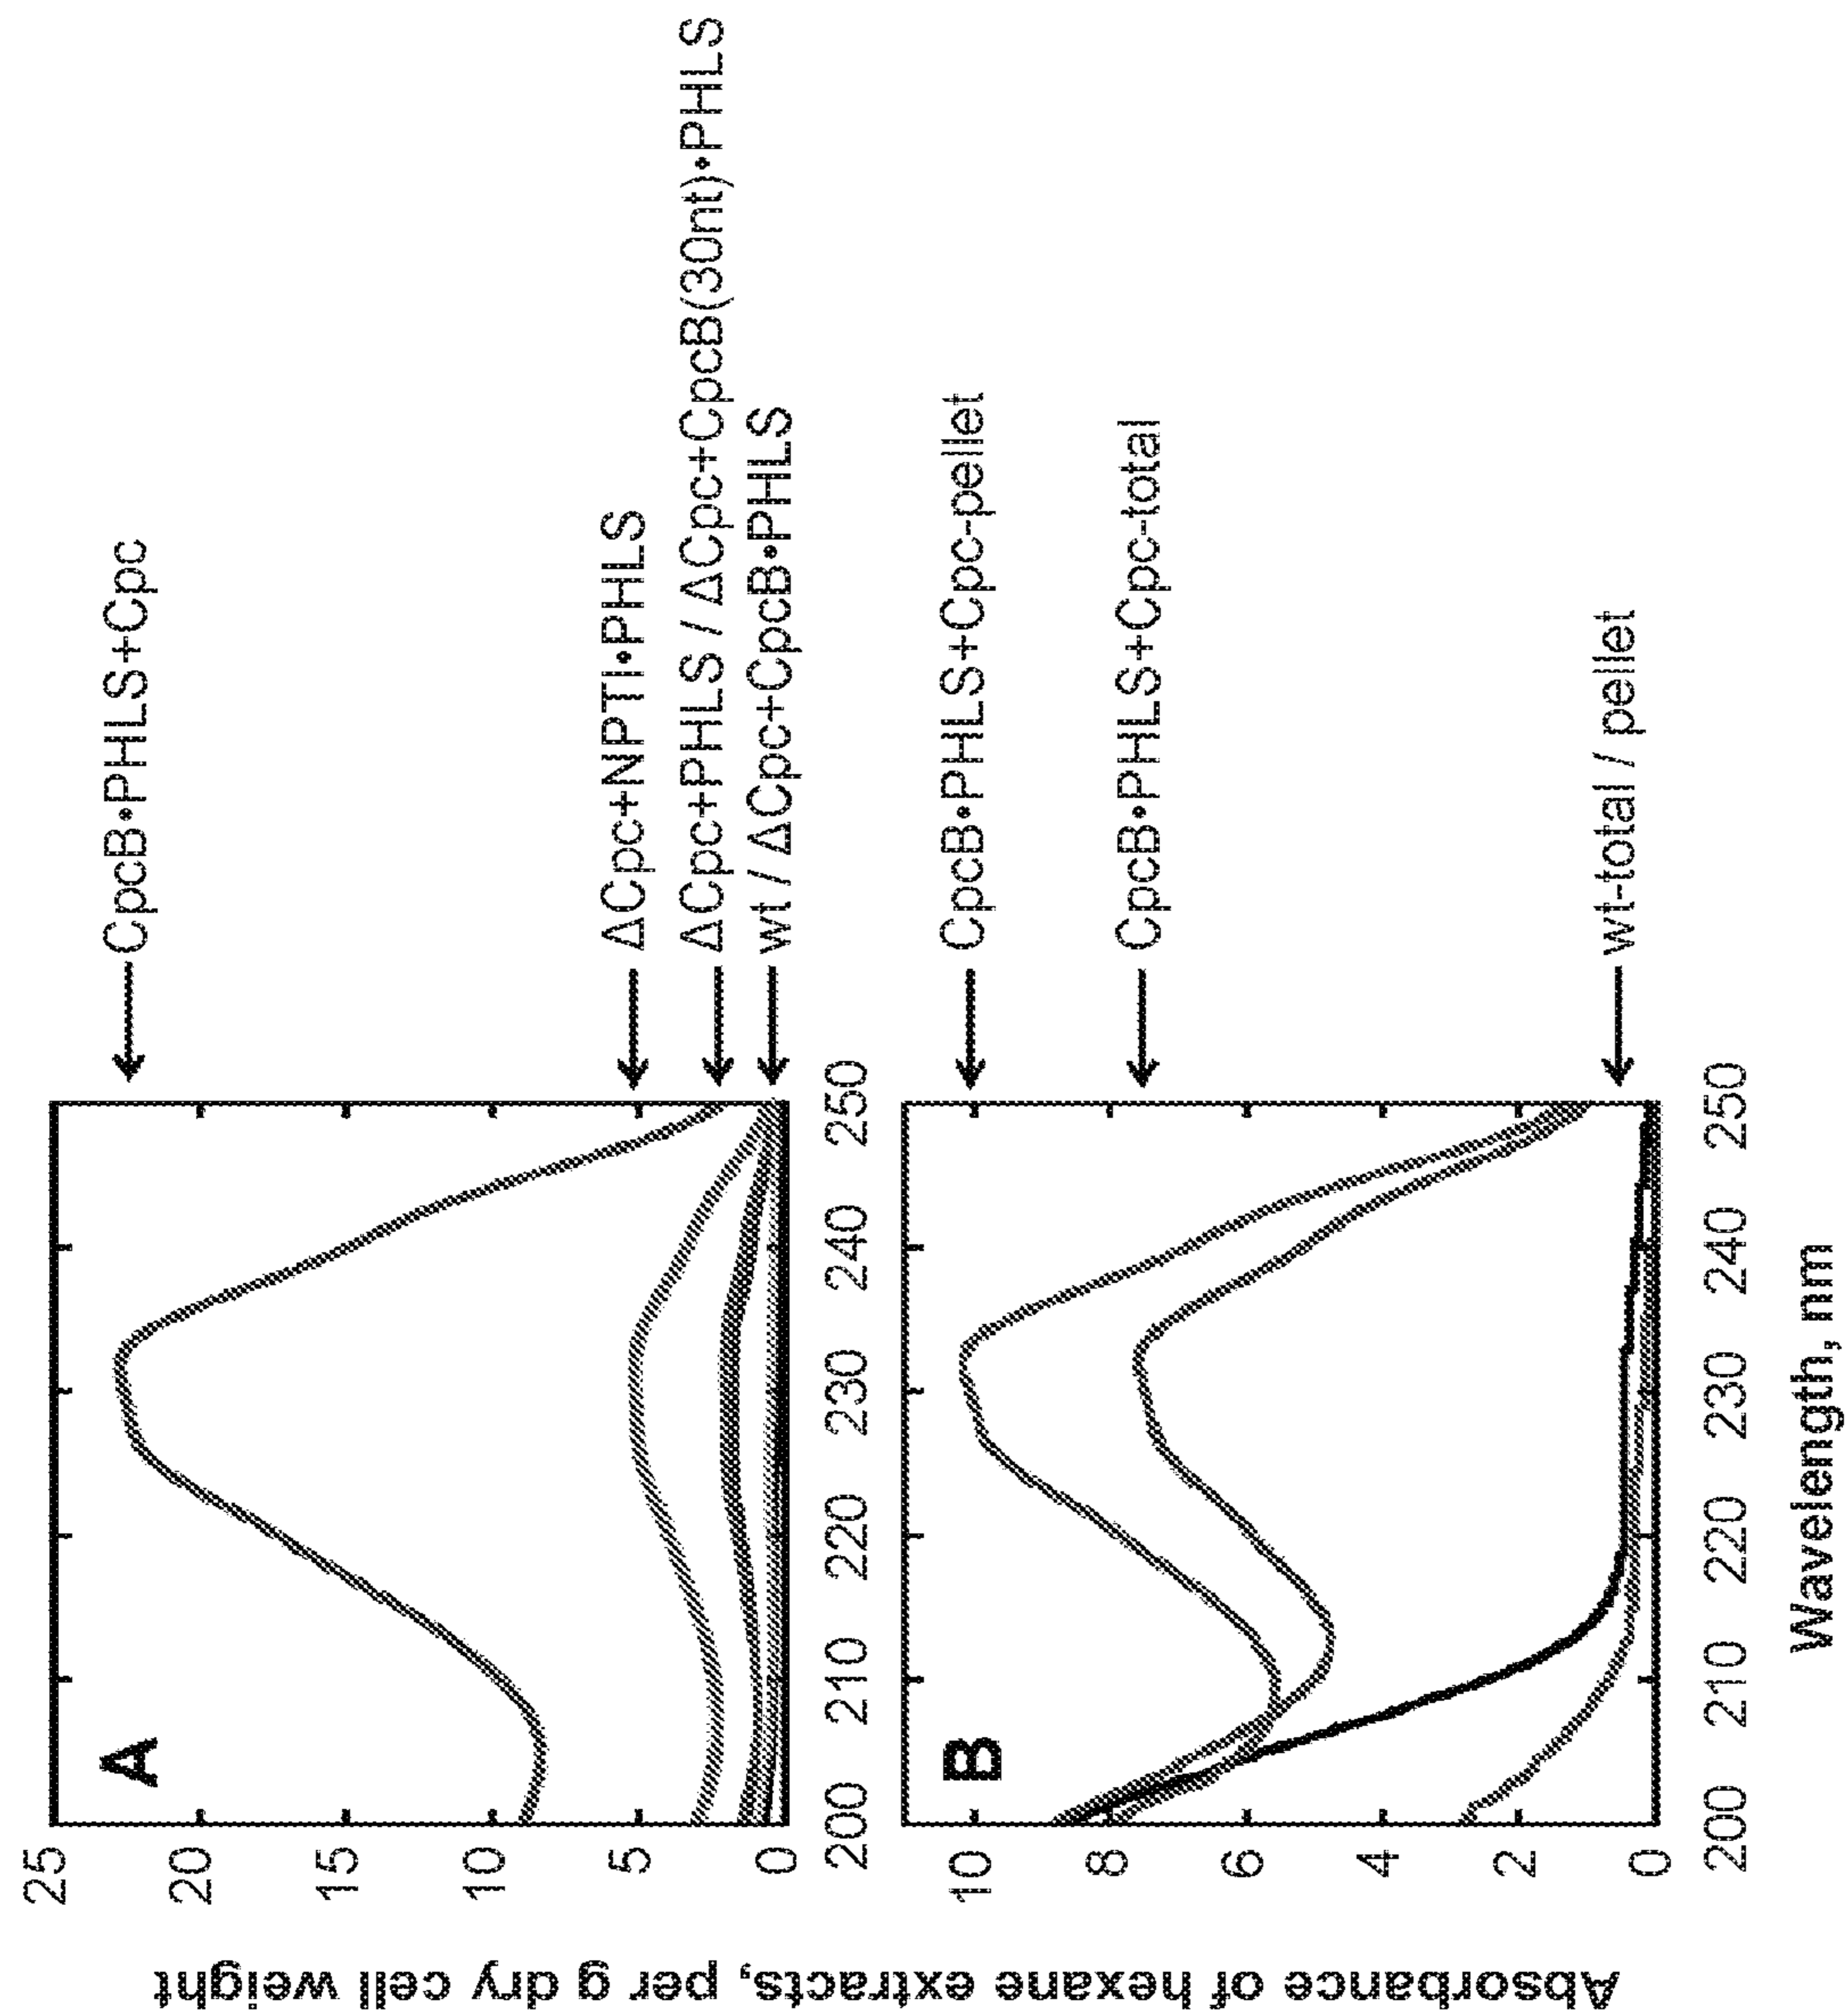 Absorbance of hexane extracts, per g dry cell weight
A
25
20
15
10
5
0
200 210 220 230 240 250
CpcB•PHLS+Cpc
ΔCpc+NPTI•PHLS
ΔCpc+PHLS / ΔCpc+CpcB(30nt)•PHLS
wt / ΔCpc+CpcB•PHLS
B
10
8
6
4
2
0
200 210 220 230 240 250
CpcB•PHLS+Cpc-pellet
CpcB•PHLS+Cpc-total
wt-total / pellet
Wavelength, nm